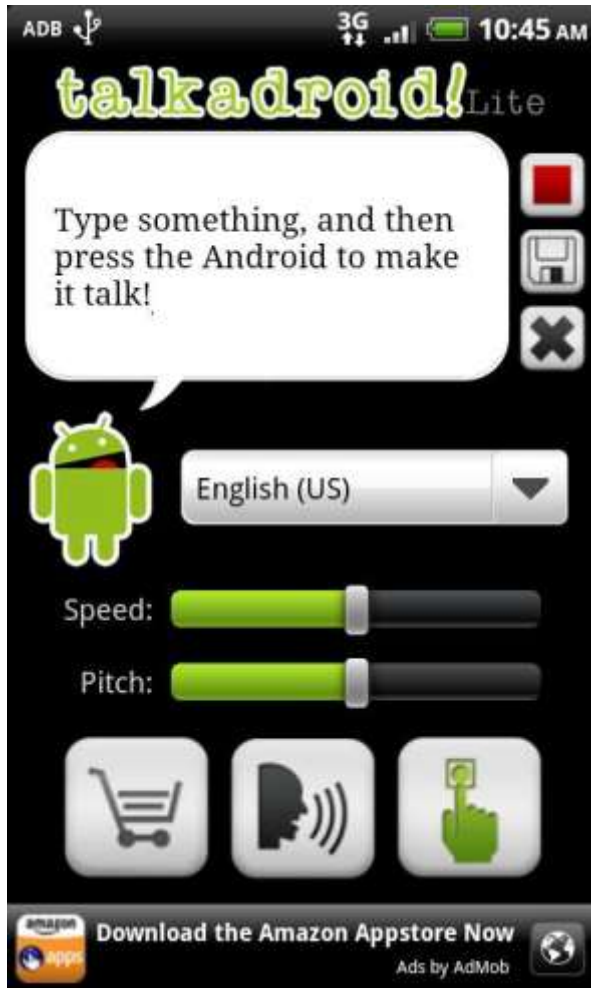 ADB 3G 10:45 AM
talkadroid! Lite
Type something, and then
press the Android to make
it talk!
English (US)
Speed:
Pitch:
amazon
apps
Download the Amazon Appstore Now
Ads by AdMob